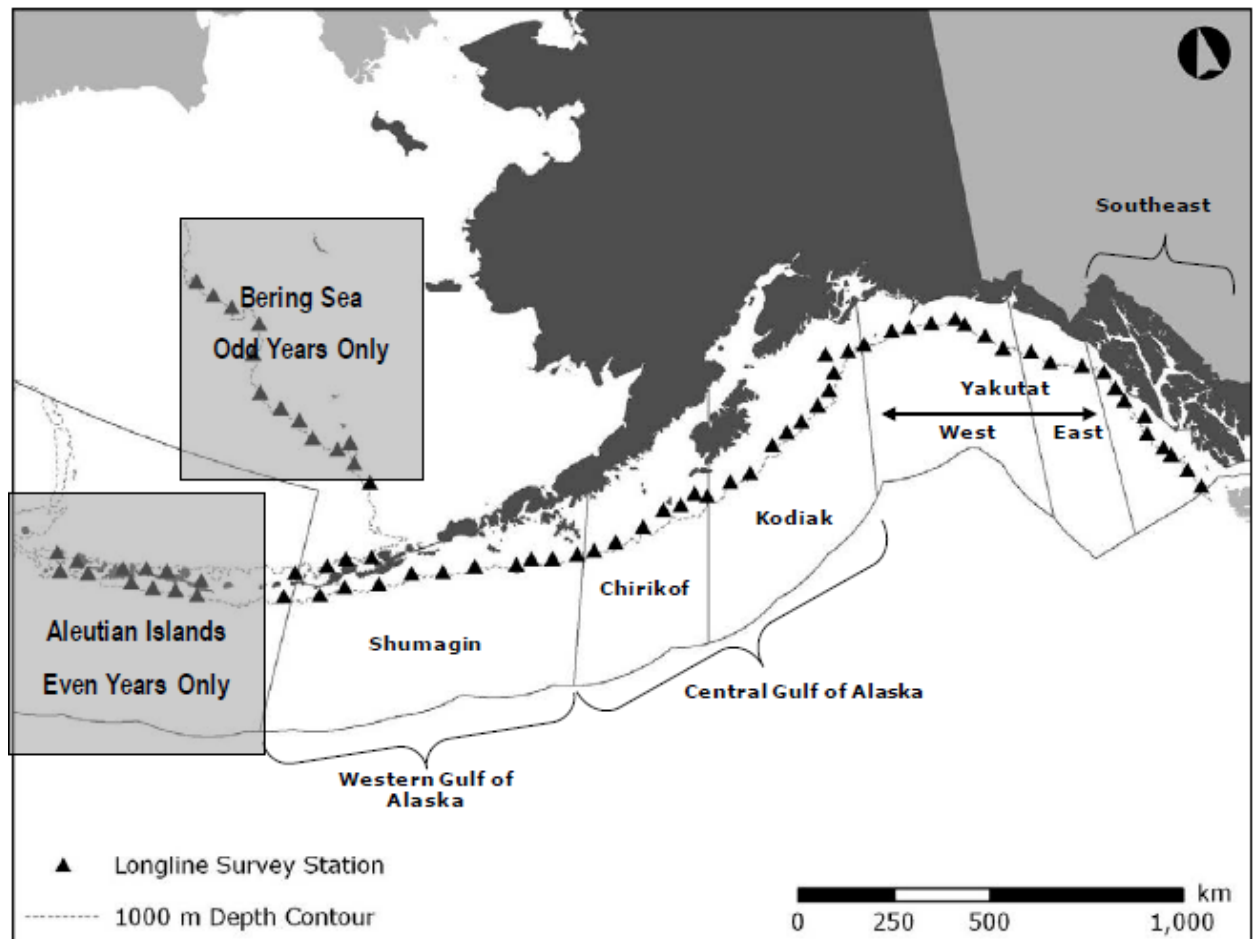 Southeast
Bering Sea
Odd Years Only
Yakutat
West
East
Kodiak
Chirikof
Aleutian Islands
Even Years Only
Shumagin
Central Gulf of Alaska
Western Gulf of
Alaska
Longline Survey Station
1000 m Depth Contour
km
0 250 500 1,000